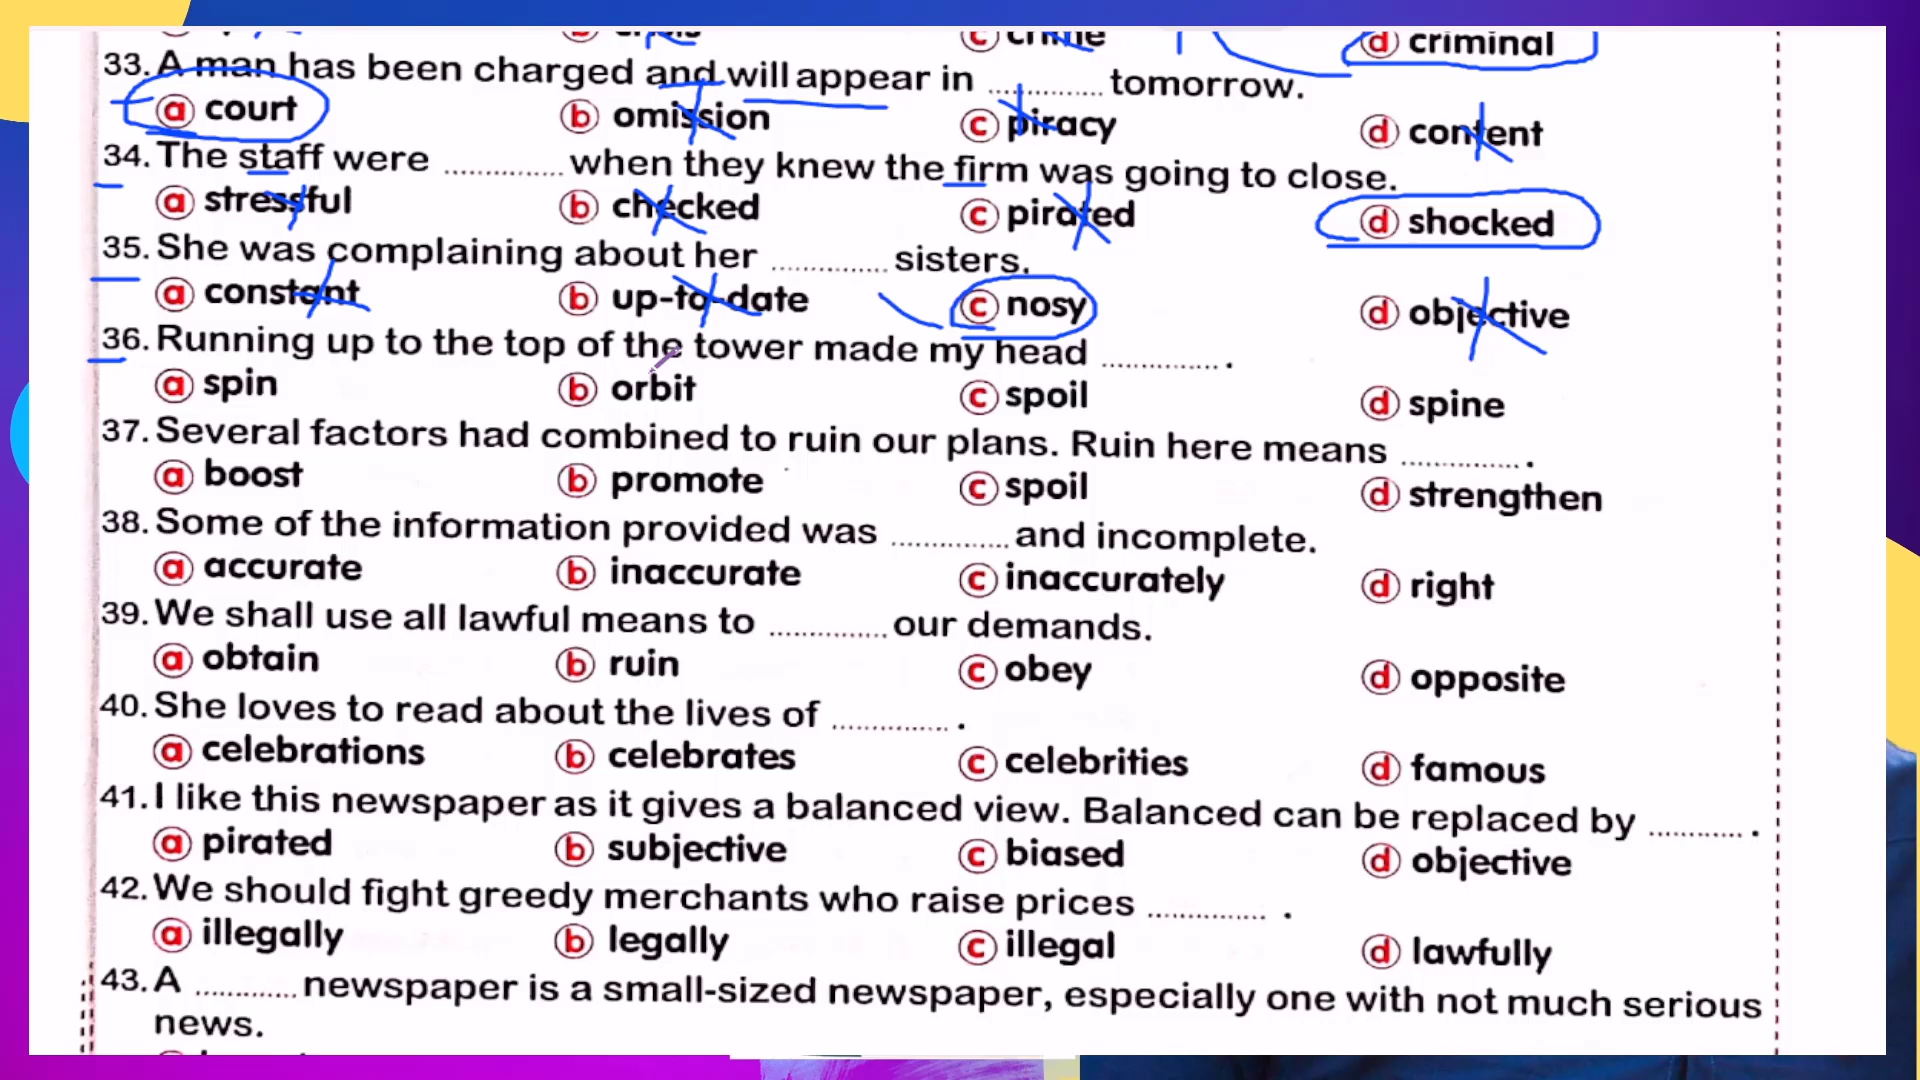 d criminal
33. A man has been charged and will appear in ............ tomorrow.
a court b omission c piracy d content
34. The staff were ............ when they knew the firm was going to close.
a stressful b checked c pirated d shocked
35. She was complaining about her ............ sisters.
a constant b up-to-date c nosy d objective
36. Running up to the top of the tower made my head ............ .
a spin b orbit c spoil d spine
37. Several factors had combined to ruin our plans. Ruin here means ............ .
a boost b promote c spoil d strengthen
38. Some of the information provided was ............ and incomplete.
a accurate b inaccurate c inaccurately d right
39. We shall use all lawful means to ............ our demands.
a obtain b ruin c obey d opposite
40. She loves to read about the lives of ............ .
a celebrations b celebrates c celebrities d famous
41. I like this newspaper as it gives a balanced view. Balanced can be replaced by ............ .
a pirated b subjective c biased d objective
42. We should fight greedy merchants who raise prices ............ .
a illegally b legally c illegal d lawfully
43. A ............ newspaper is a small-sized newspaper, especially one with not much serious
news.